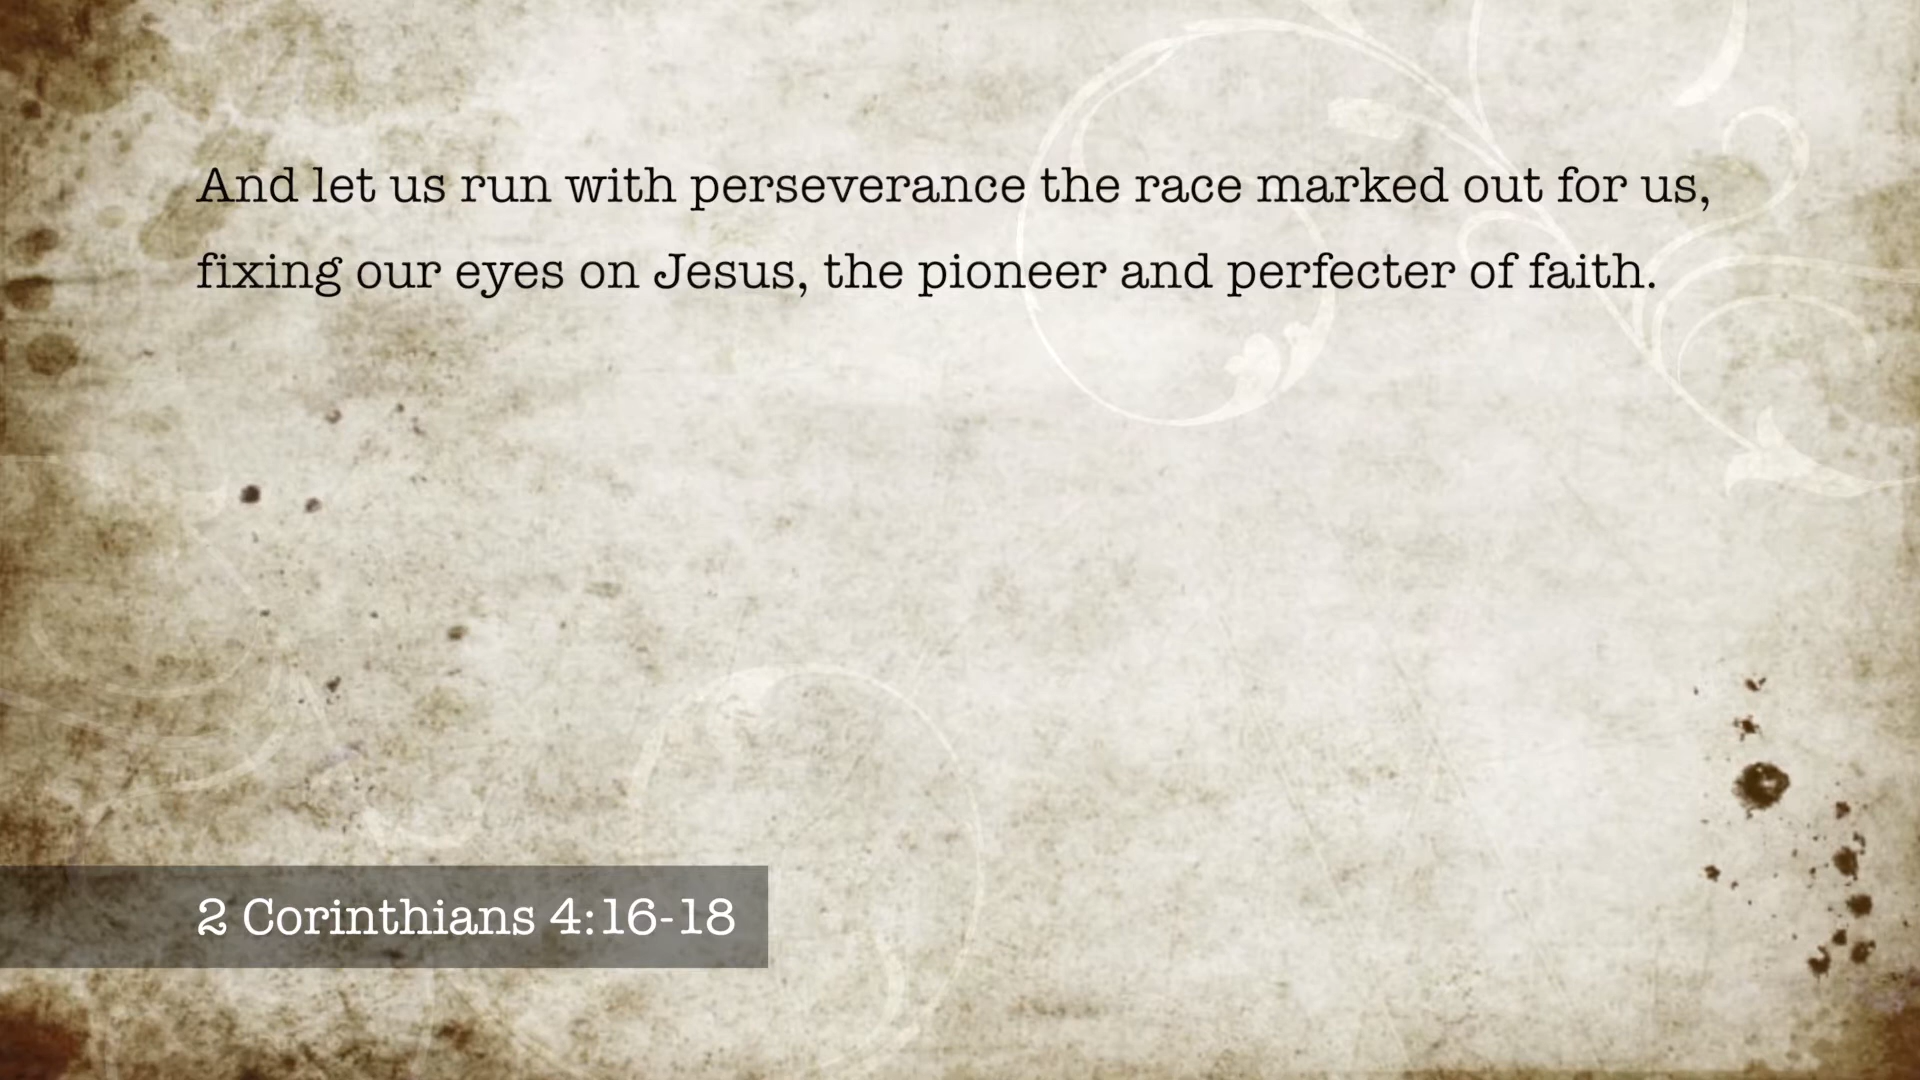 And let us run with perseverance the race marked out for us,
fixing our eyes on Jesus, the pioneer and perfecter of faith.
2 Corinthians 4:16-18